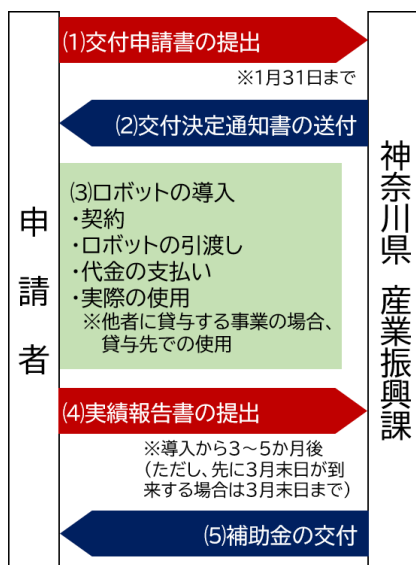 ⑴交付申請書の提出
※1月31日まで
⑵交付決定通知書の送付
申請者
⑶ロボットの導入
・契約
・ロボットの引渡し
・代金の支払い
・実際の使用
※他者に貸与する事業の場合、
貸与先での使用
神奈川県 産業振興課
⑷実績報告書の提出
※導入から3～5か月後
(ただし、先に3月末日が到
来する場合は3月末日まで)
⑸補助金の交付